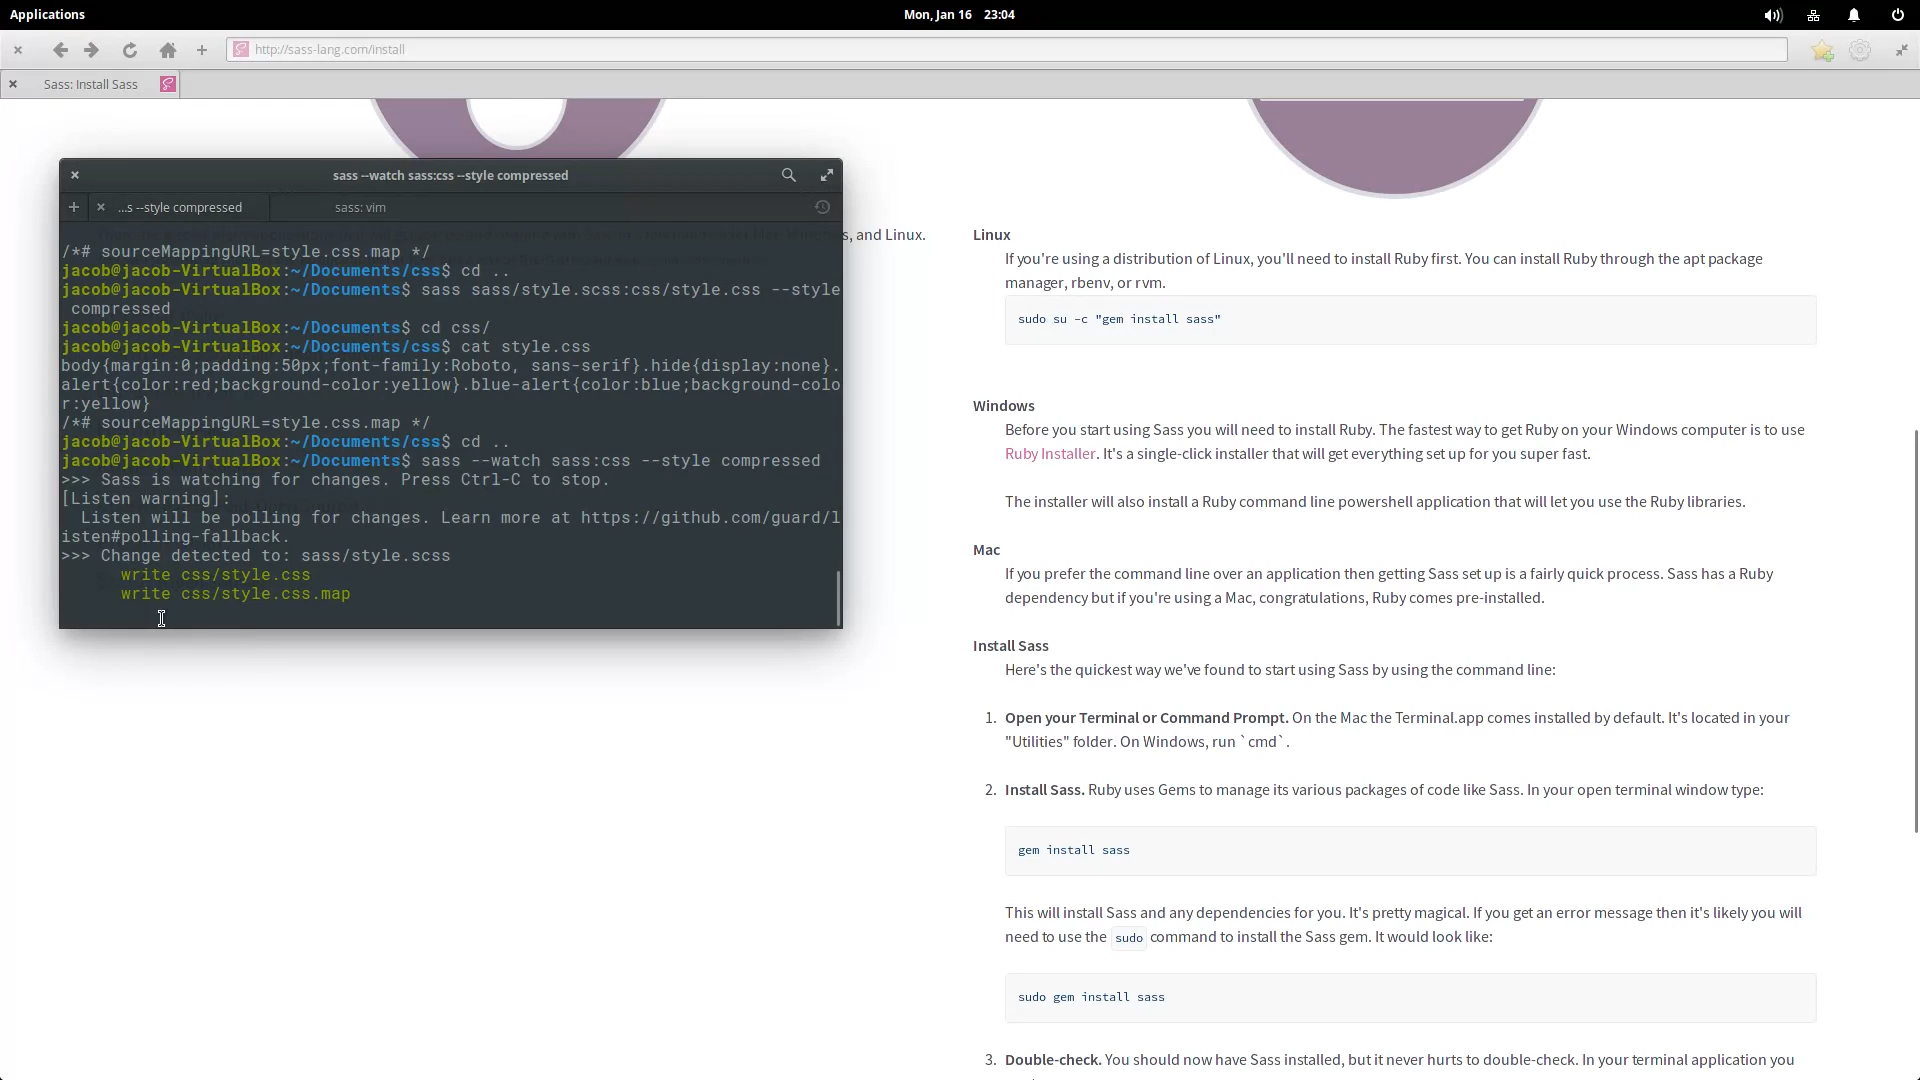 Applications
Mon, Jan 16 23:04
http://sass-lang.com/install
Sass: Install Sass
sass --watch sass:css --style compressed
...s --style compressed
sass: vim
/*# sourceMappingURL=style.css.map */
jacob@jacob-VirtualBox:~/Documents/css$ cd ..
jacob@jacob-VirtualBox:~/Documents$ sass sass/style.scss:css/style.css --style
compressed
jacob@jacob-VirtualBox:~/Documents$ cd css/
jacob@jacob-VirtualBox:~/Documents/css$ cat style.css
body{margin:0;padding:50px;font-family:Roboto, sans-serif}.hide{display:none}.
alert{color:red;background-color:yellow}.blue-alert{color:blue;background-colo
r:yellow}
/*# sourceMappingURL=style.css.map */
jacob@jacob-VirtualBox:~/Documents/css$ cd ..
jacob@jacob-VirtualBox:~/Documents$ sass --watch sass:css --style compressed
>>> Sass is watching for changes. Press Ctrl-C to stop.
[Listen warning]:
Listen will be polling for changes. Learn more at https://github.com/guard/l
isten#polling-fallback.
>>> Change detected to: sass/style.scss
write css/style.css
write css/style.css.map
s, and Linux.
Linux
If you're using a distribution of Linux, you'll need to install Ruby first. You can install Ruby through the apt package
manager, rbenv, or rvm.
sudo su -c "gem install sass"
Windows
Before you start using Sass you will need to install Ruby. The fastest way to get Ruby on your Windows computer is to use
Ruby Installer. It's a single-click installer that will get everything set up for you super fast.
The installer will also install a Ruby command line powershell application that will let you use the Ruby libraries.
Mac
If you prefer the command line over an application then getting Sass set up is a fairly quick process. Sass has a Ruby
dependency but if you're using a Mac, congratulations, Ruby comes pre-installed.
Install Sass
Here's the quickest way we've found to start using Sass by using the command line:
1. Open your Terminal or Command Prompt. On the Mac the Terminal.app comes installed by default. It's located in your
"Utilities" folder. On Windows, run `cmd`.
2. Install Sass. Ruby uses Gems to manage its various packages of code like Sass. In your open terminal window type:
gem install sass
This will install Sass and any dependencies for you. It's pretty magical. If you get an error message then it's likely you will
need to use the sudo command to install the Sass gem. It would look like:
sudo gem install sass
3. Double-check. You should now have Sass installed, but it never hurts to double-check. In your terminal application you